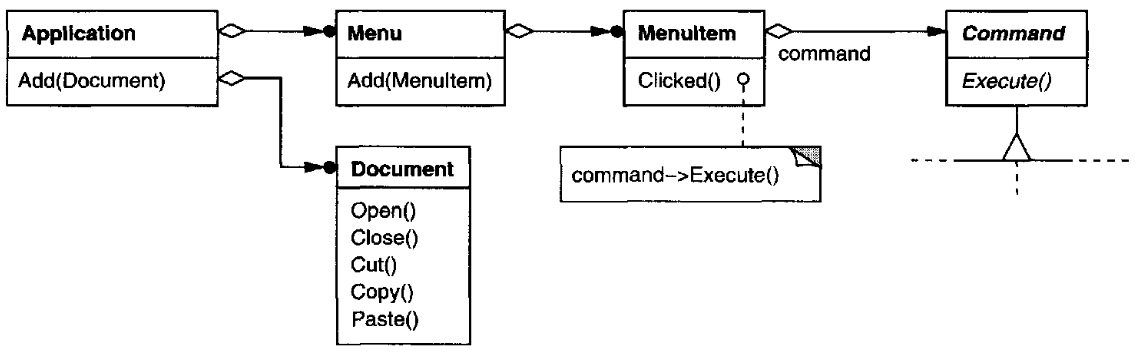 Application
Add(Document)
Menu
Add(MenuItem)
MenuItem
Clicked()
command
Command
Execute()
command->Execute()
Document
Open()
Close()
Cut()
Copy()
Paste()